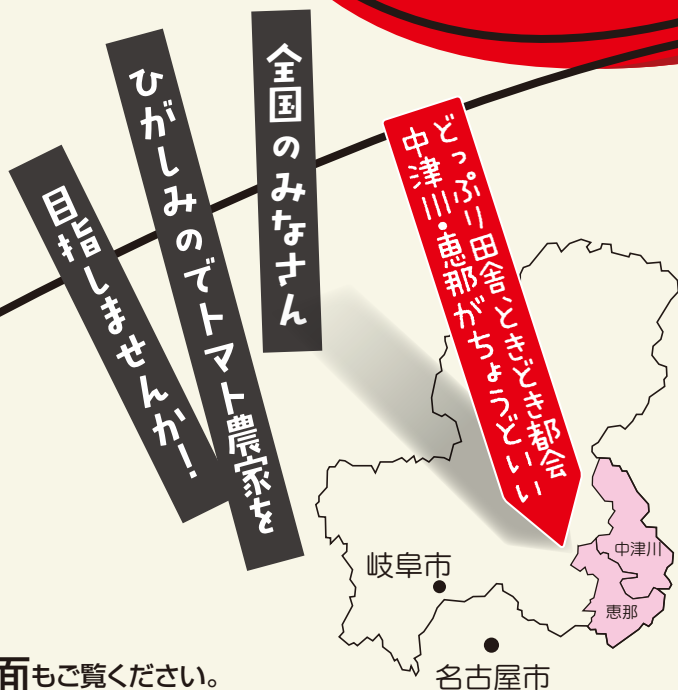 全国のみなさん
ひがしみのでトマト農家を
目指しませんか！
どっぷり田舎ときどき都会
中津川・恵那がちょうどいい
中津川
恵那
岐阜市
名古屋市
面もご覧ください。